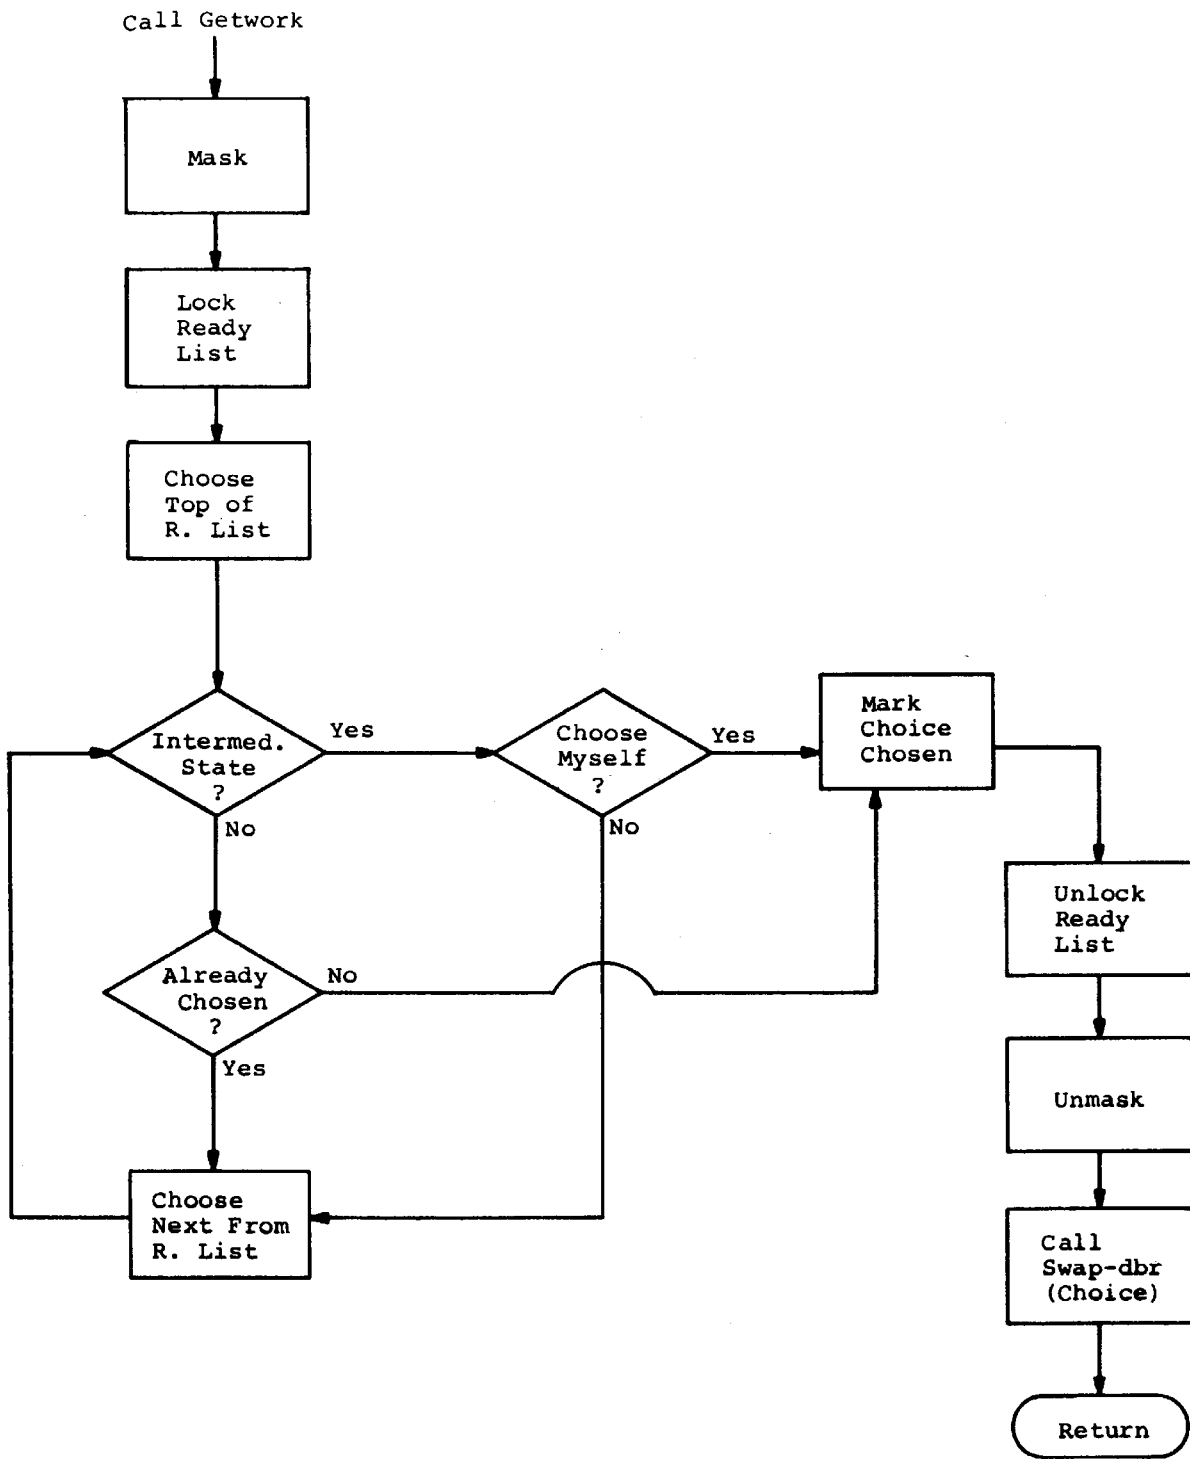 Call Getwork
Mask
Lock
Ready
List
Choose
Top of
R. List
Intermed.
State
?
Yes
No
Choose
Myself
?
Yes
No
Mark
Choice
Chosen
Already
Chosen
?
No
Yes
Choose
Next From
R. List
Unlock
Ready
List
Unmask
Call
Swap-dbr
(Choice)
Return